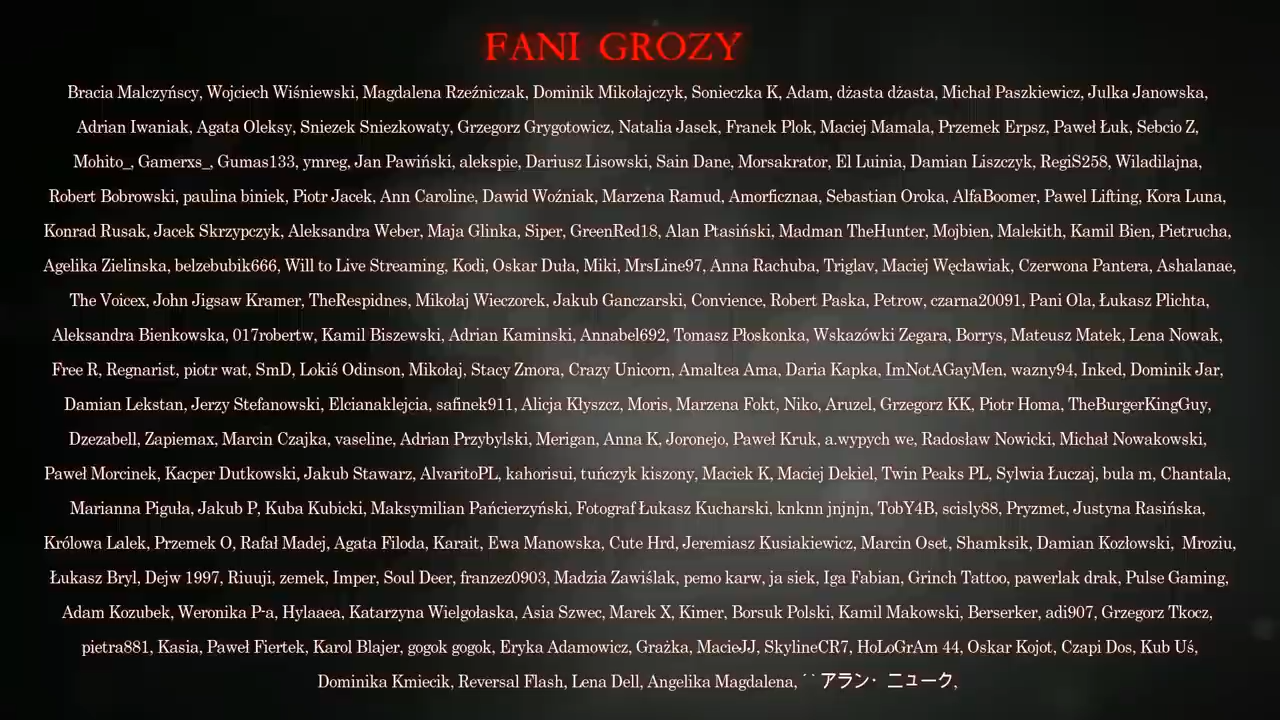 FANI GROZY
Bracia Malczyńscy, Wojciech Wiśniewski, Magdalena Rzeźniczak, Dominik Mikołajczyk, Sonieczka K, Adam, dżasta dżasta, Michał Paszkiewicz, Julka Janowska,
Adrian Iwaniak, Agata Oleksy, Sniezek Sniezkowaty, Grzegorz Grygotowicz, Natalia Jasek, Franek Plok, Maciej Mamala, Przemek Erpsz, Paweł Łuk, Sebcio Z,
Mohito_, Gamerxs_, Gumas133, ymreg, Jan Pawiński, alekspie, Dariusz Lisowski, Sain Dane, Morsakrator, El Luinia, Damian Liszczyk, RegiS258, Wiladilajna,
Robert Bobrowski, paulina biniek, Piotr Jacek, Ann Caroline, Dawid Woźniak, Marzena Ramud, Amorficznaa, Sebastian Oroka, AlfaBoomer, Pawel Lifting, Kora Luna,
Konrad Rusak, Jacek Skrzypczyk, Aleksandra Weber, Maja Glinka, Siper, GreenRed18, Alan Ptasiński, Madman TheHunter, Mojbien, Malekith, Kamil Bien, Pietrucha,
Agelika Zielinska, belzebubik666, Will to Live Streaming, Kodi, Oskar Duła, Miki, MrsLine97, Anna Rachuba, Triglav, Maciej Węcławiak, Czerwona Pantera, Ashalanae,
The Voicex, John Jigsaw Kramer, TheRespidnes, Mikołaj Wieczorek, Jakub Ganczarski, Convience, Robert Paska, Petrow, czarna20091, Pani Ola, Łukasz Plichta,
Aleksandra Bienkowska, 017robertw, Kamil Biszewski, Adrian Kaminski, Annabel692, Tomasz Płoskonka, Wskazówki Zegara, Borrys, Mateusz Matek, Lena Nowak,
Free R, Regnarist, piotr wat, SmD, Lokiś Odinson, Mikołaj, Stacy Zmora, Crazy Unicorn, Amaltea Ama, Daria Kapka, ImNotAGayMen, wazny94, Inked, Dominik Jar,
Damian Lekstan, Jerzy Stefanowski, Elcianaklejcia, safinek911, Alicja Kłyszcz, Moris, Marzena Fokt, Niko, Aruzel, Grzegorz KK, Piotr Homa, TheBurgerKingGuy,
Dzezabell, Zapiemax, Marcin Czajka, vaseline, Adrian Przybylski, Merigan, Anna K, Joronejo, Paweł Kruk, a.wypych we, Radosław Nowicki, Michał Nowakowski,
Paweł Morcinek, Kacper Dutkowski, Jakub Stawarz, AlvaritoPL, kahorisui, tuńczyk kiszony, Maciek K, Maciej Dekiel, Twin Peaks PL, Sylwia Łuczaj, bula m, Chantala,
Marianna Piguła, Jakub P, Kuba Kubicki, Maksymilian Pańcierzyński, Fotograf Łukasz Kucharski, knknn jnjnjn, TobY4B, scisly88, Pryzmet, Justyna Rasińska,
Królowa Lalek, Przemek O, Rafał Madej, Agata Filoda, Karait, Ewa Manowska, Cute Hrd, Jeremiasz Kusiakiewicz, Marcin Oset, Shamksik, Damian Kozłowski, Mroziu,
Łukasz Bryl, Dejw 1997, Riuuji, zemek, Imper, Soul Deer, franzez0903, Madzia Zawiślak, pemo karw, ja siek, Iga Fabian, Grinch Tattoo, pawerlak drak, Pulse Gaming,
Adam Kozubek, Weronika P-a, Hylaaea, Katarzyna Wielgołaska, Asia Szwec, Marek X, Kimer, Borsuk Polski, Kamil Makowski, Berserker, adi907, Grzegorz Tkocz,
pietra881, Kasia, Paweł Fiertek, Karol Blajer, gogok gogok, Eryka Adamowicz, Grażka, MacieJJ, SkylineCR7, HoLoGrAm 44, Oskar Kojot, Czapi Dos, Kub Uś,
Dominika Kmiecik, Reversal Flash, Lena Dell, Angelika Magdalena, ˙˙ アラン・ ニューク,